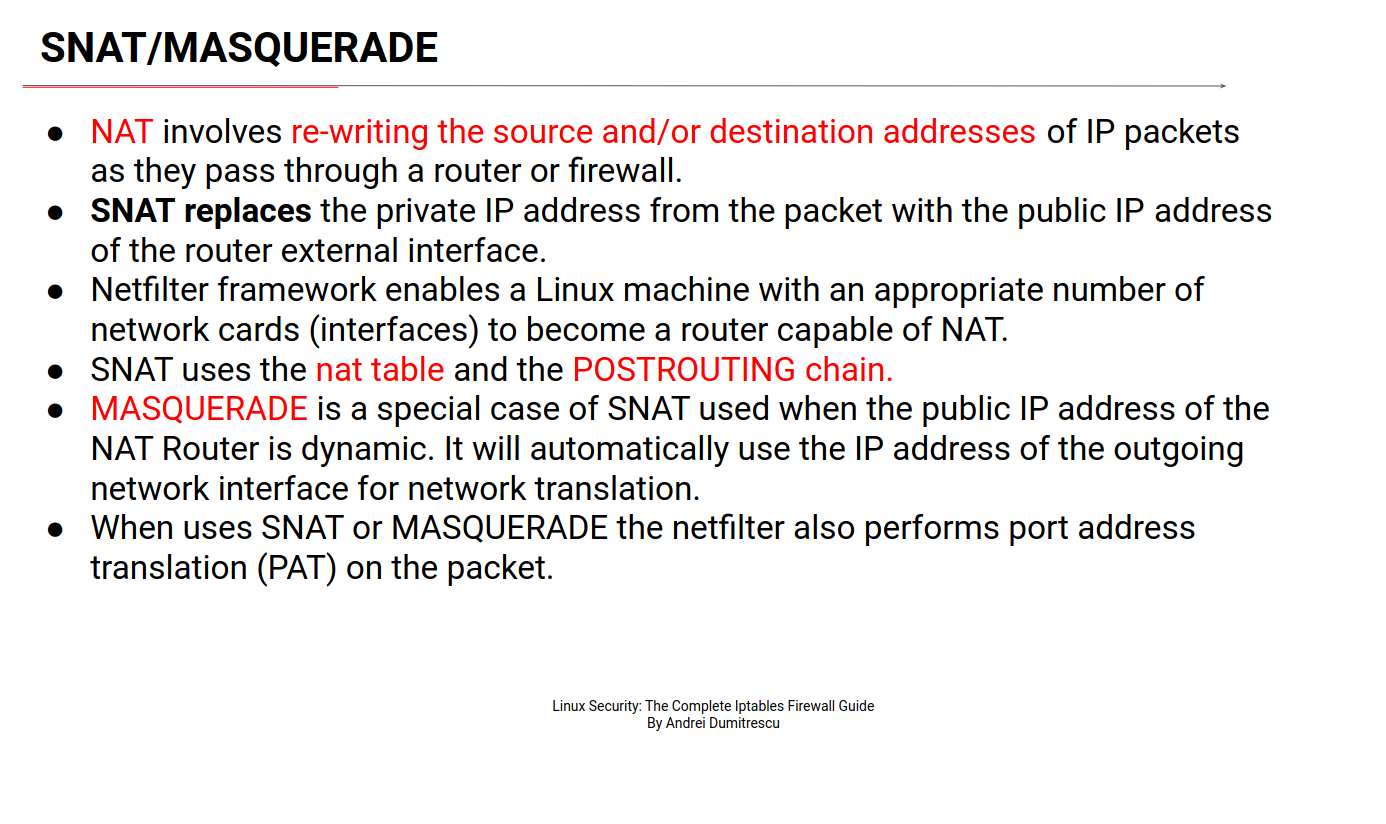 SNAT/MASQUERADE
● NAT involves re-writing the source and/or destination addresses of IP packets
as they pass through a router or firewall.
● SNAT replaces the private IP address from the packet with the public IP address
of the router external interface.
● Netfilter framework enables a Linux machine with an appropriate number of
network cards (interfaces) to become a router capable of NAT.
● SNAT uses the nat table and the POSTROUTING chain.
● MASQUERADE is a special case of SNAT used when the public IP address of the
NAT Router is dynamic. It will automatically use the IP address of the outgoing
network interface for network translation.
● When uses SNAT or MASQUERADE the netfilter also performs port address
translation (PAT) on the packet.
Linux Security: The Complete Iptables Firewall Guide
By Andrei Dumitrescu